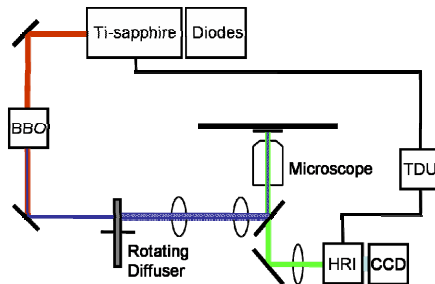 Ti-sapphire
Diodes
BBO
Microscope
TDU
Rotating
Diffuser
HRI
CCD